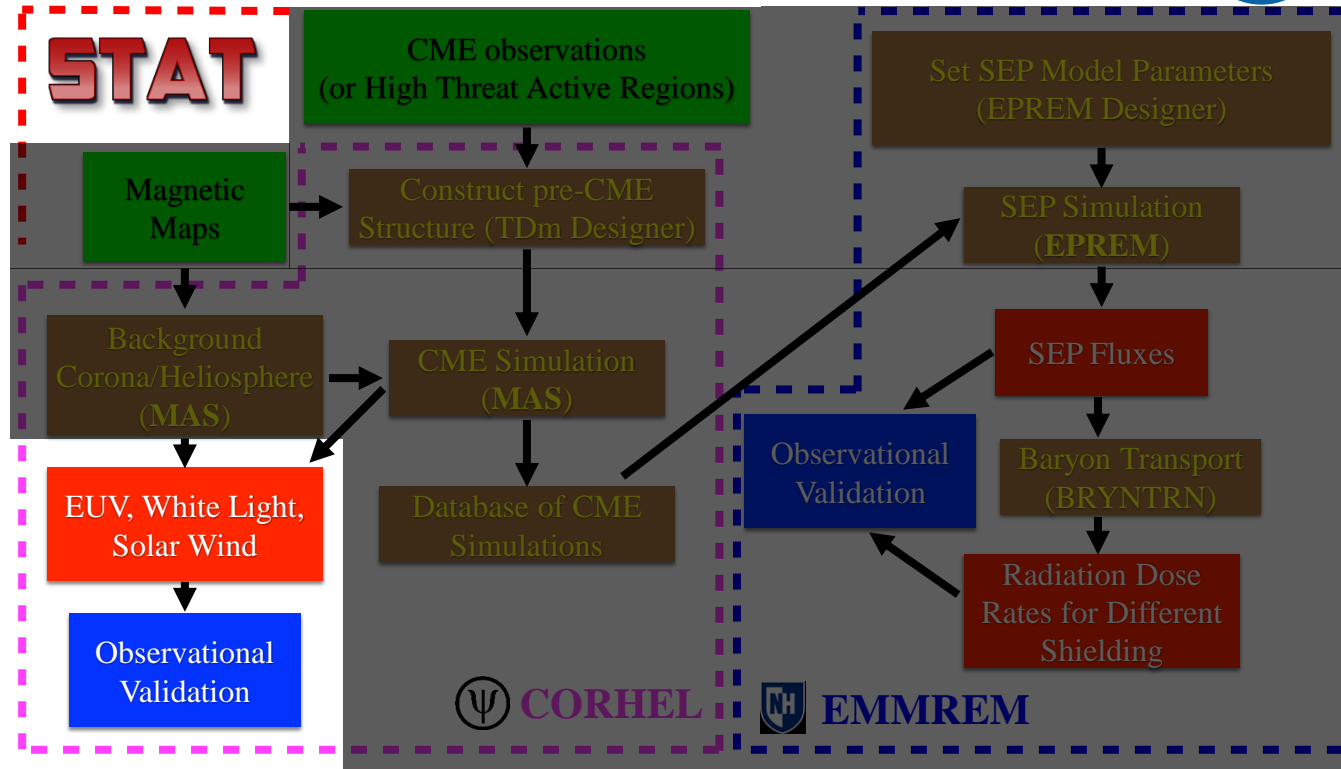 STAT
CME observations
(or High Threat Active Regions)
Set SEP Model Parameters
(EPREM Designer)
Magnetic
Maps
Construct pre-CME
Structure (TDm Designer)
SEP Simulation
(EPREM)
Background
Corona/Heliosphere
(MAS)
CME Simulation
(MAS)
SEP Fluxes
EUV, White Light,
Solar Wind
Database of CME
Simulations
Observational
Validation
Baryon Transport
(BRYNTRN)
Observational
Validation
Radiation Dose
Rates for Different
Shielding
Ψ CORHEL
NH EMMREM